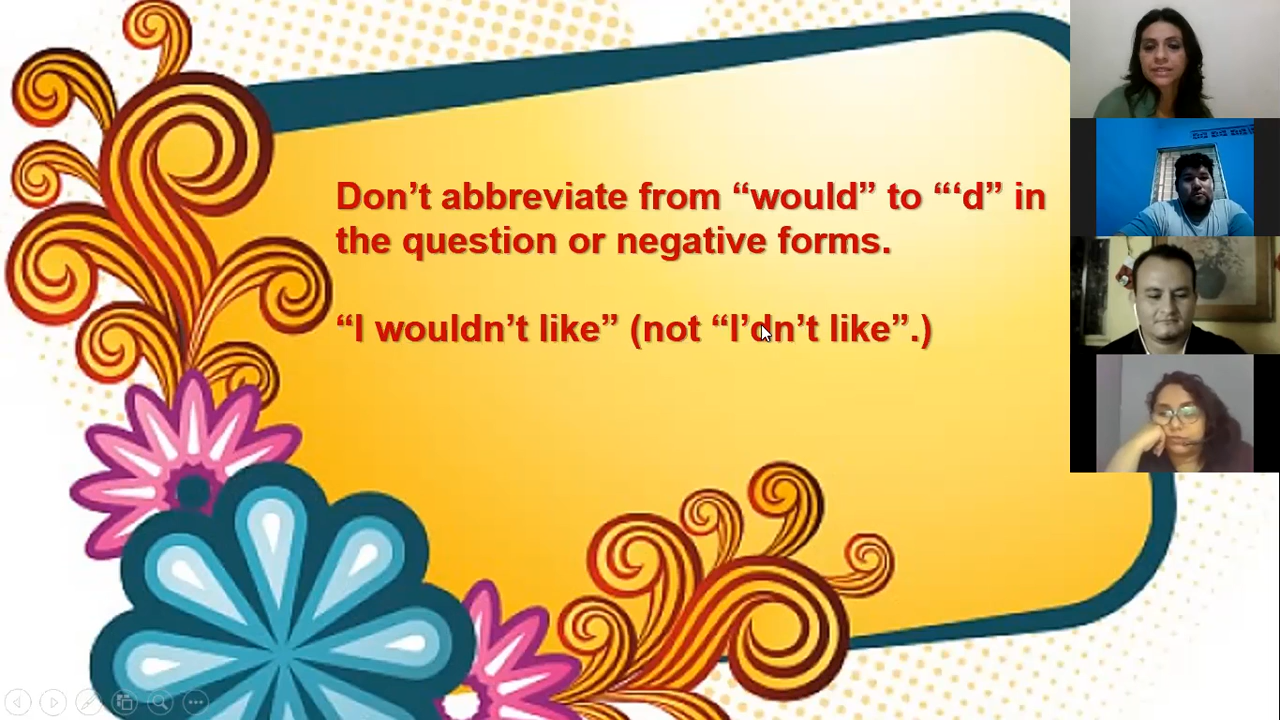 Don’t abbreviate from “would” to “‘d” in
the question or negative forms.
“I wouldn’t like” (not “I’dn’t like”.)